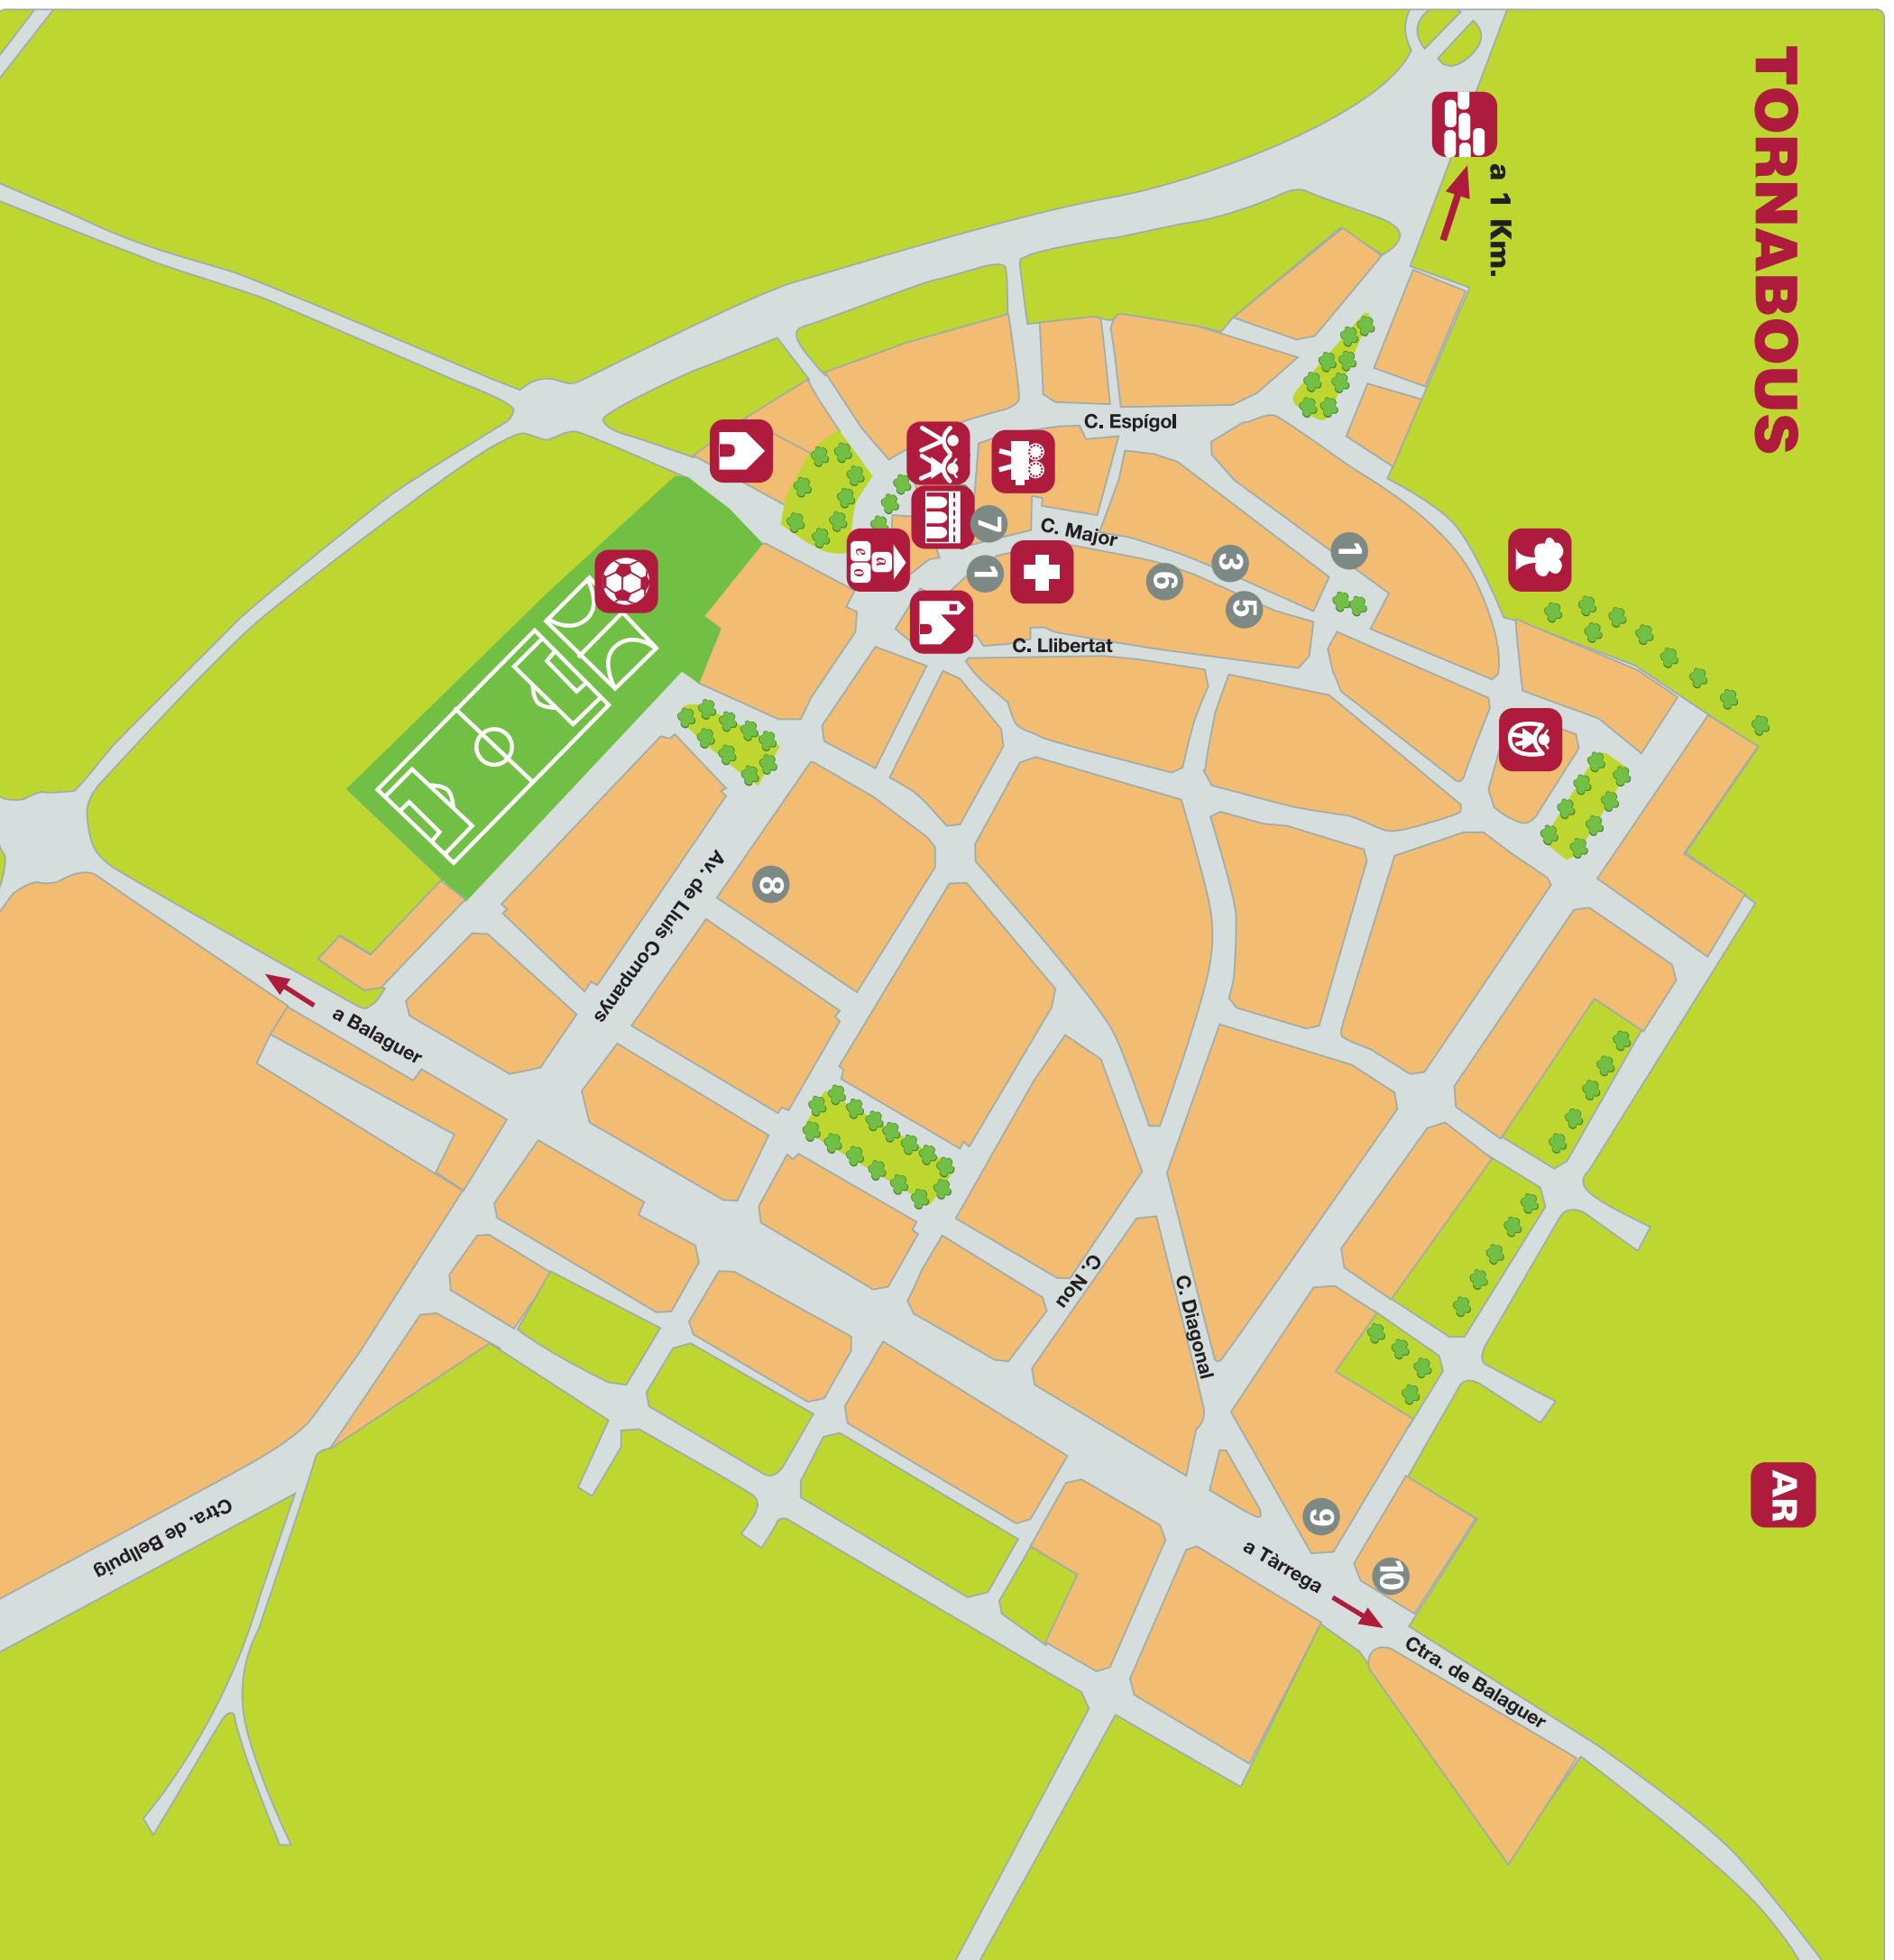 TORNABOUS
a 1 Km.
C. Espígol
C. Major
C. Llibertat
7
1
3
6
5
1
a
e o
8
Av. de Lluís Companys
a Balaguer
C. Nou
C. Diagonal
AR
9
10
a Tàrrega
Ctra. de Balaguer
Ctra. de Bellpuig